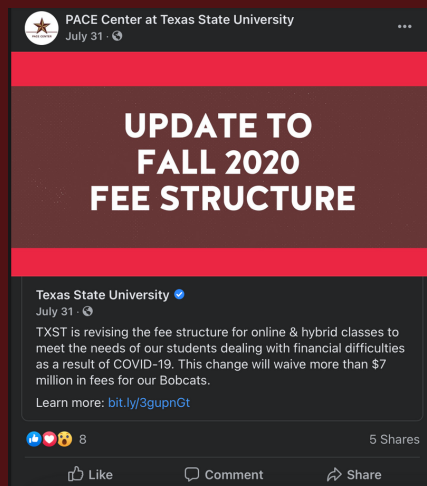 PACE Center at Texas State University
July 31 ·
PACE CENTER
UPDATE TO
FALL 2020
FEE STRUCTURE
Texas State University
July 31 ·
TXST is revising the fee structure for online & hybrid classes to
meet the needs of our students dealing with financial difficulties
as a result of COVID-19. This change will waive more than $7
million in fees for our Bobcats.
Learn more: bit.ly/3gupnGt
8
5 Shares
Like
Comment
Share